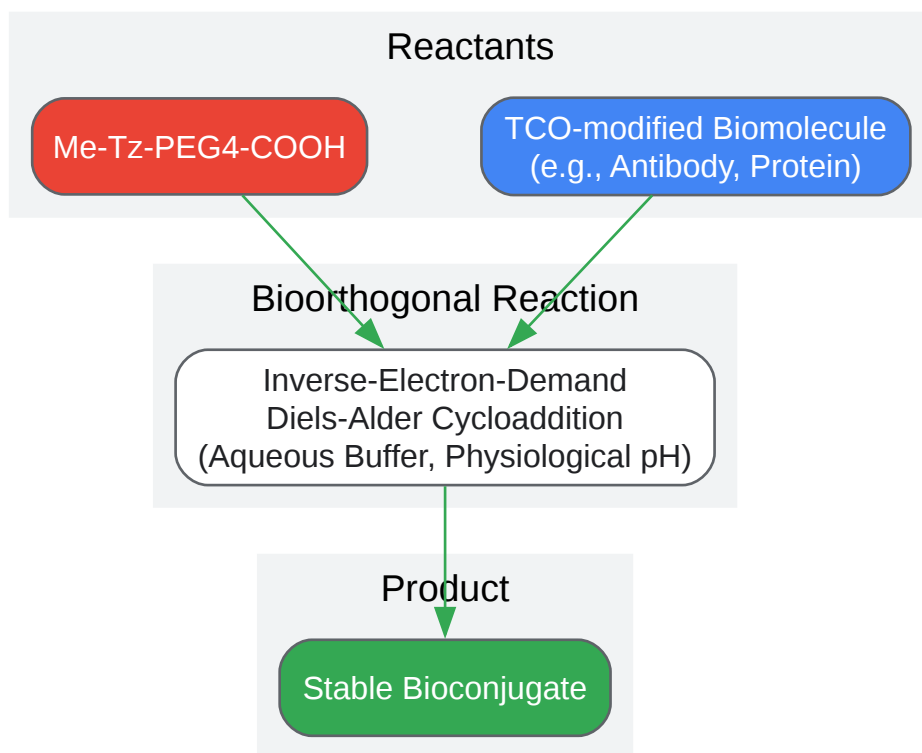 Reactants
Me-Tz-PEG4-COOH
TCO-modified Biomolecule
(e.g., Antibody, Protein)
Bioorthogonal Reaction
Inverse-Electron-Demand
Diels-Alder Cycloaddition
(Aqueous Buffer, Physiological pH)
Product
Stable Bioconjugate